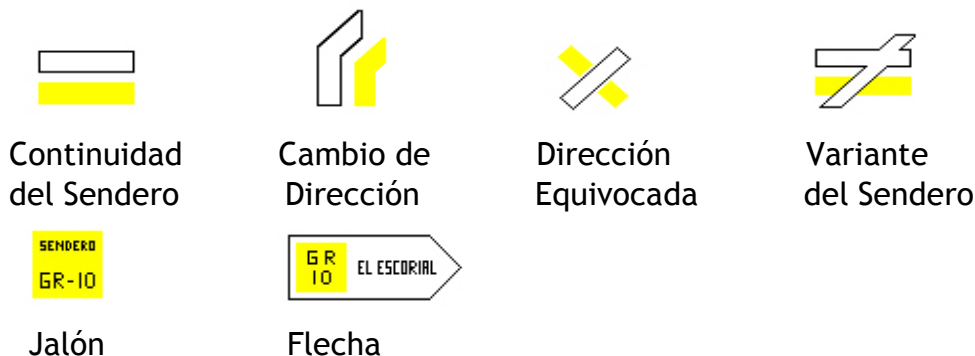 Continuidad
del Sendero
Cambio de
Dirección
Dirección
Equivocada
Variante
del Sendero
SENDERO
GR-10
GR
10
EL ESCORIAL
Jalón
Flecha